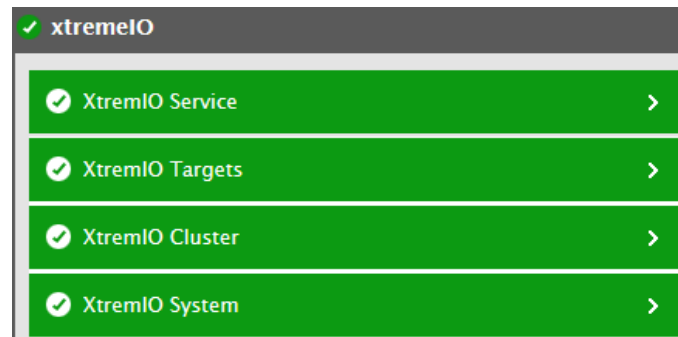 xtremeIO
XtremIO Service
XtremIO Targets
XtremIO Cluster
XtremIO System